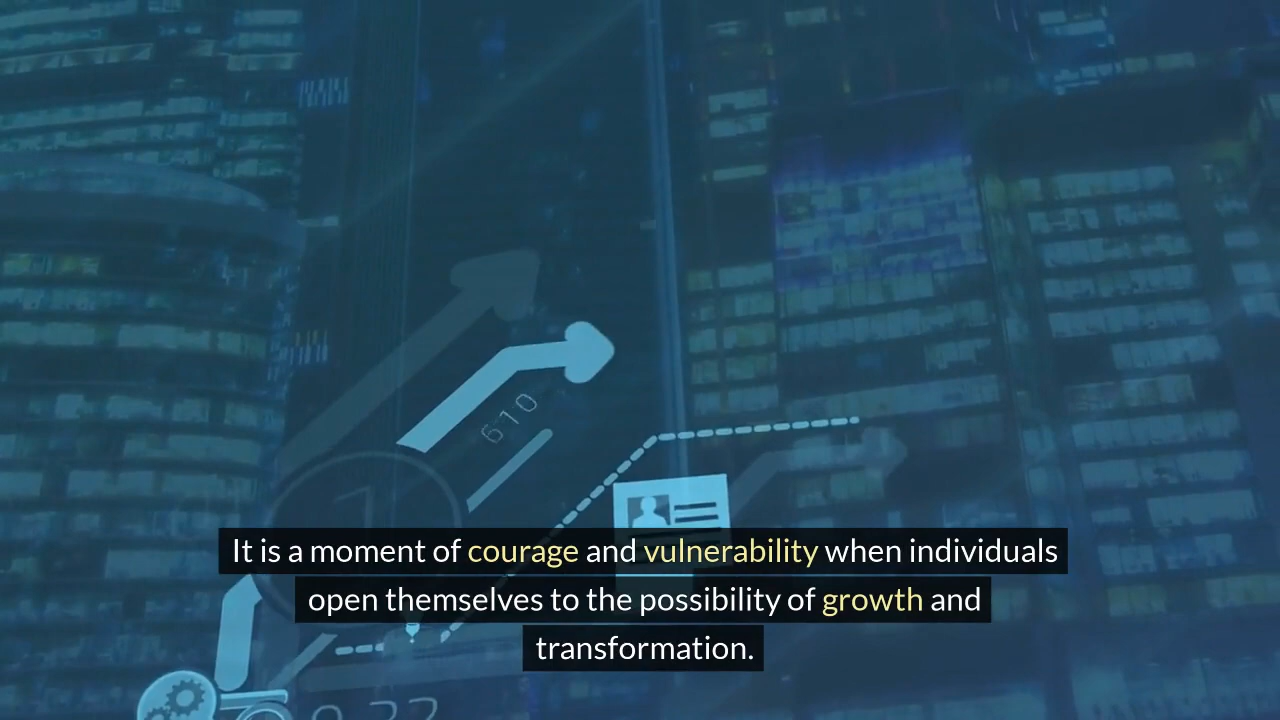 610
1
It is a moment of courage and vulnerability when individuals
open themselves to the possibility of growth and
transformation.